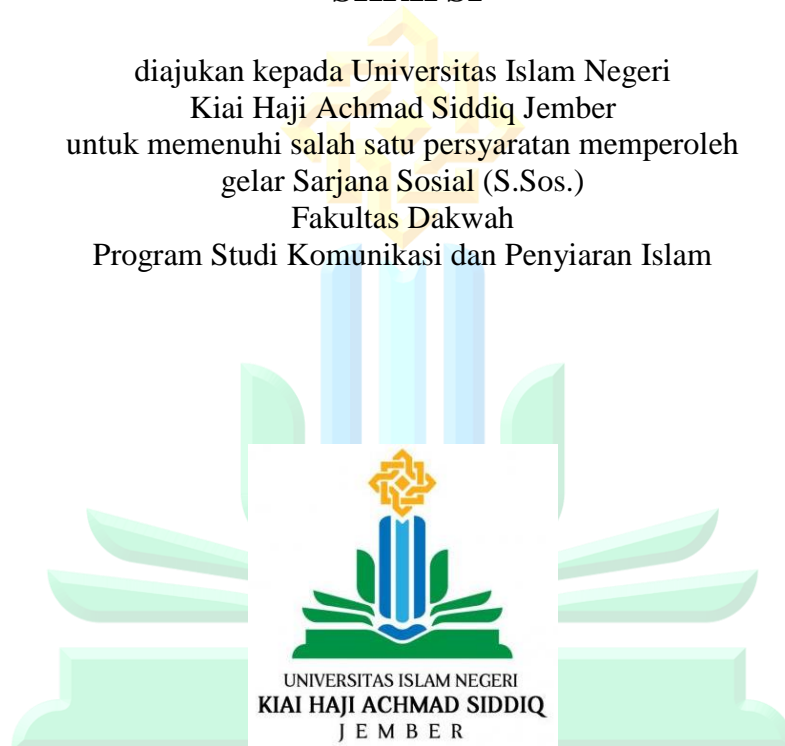 diajukan kepada Universitas Islam Negeri
Kiai Haji Achmad Siddiq Jember
untuk memenuhi salah satu persyaratan memperoleh
gelar Sarjana Sosial (S.Sos.)
Fakultas Dakwah
Program Studi Komunikasi dan Penyiaran Islam
UNIVERSITAS ISLAM NEGERI
KIAI HAJI ACHMAD SIDDIQ
JEMBER